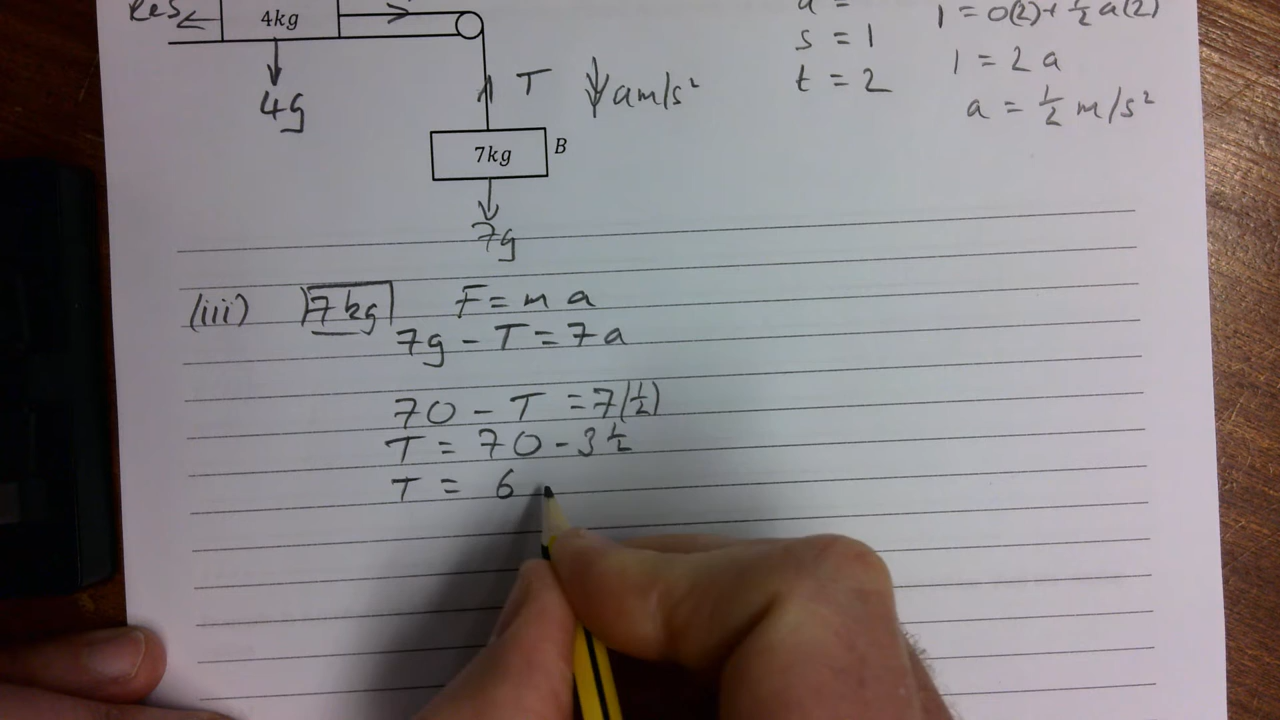 Res
4kg
4g
T
a m/s²
7kg
B
7g
s = 1
t = 2
1 = 0(2) + ½ a(2)
1 = 2a
a = ½ m/s²
(iii) 7kg F = m a
7g - T = 7a
70 - T = 7(½)
T = 70 - 3½
T = 6